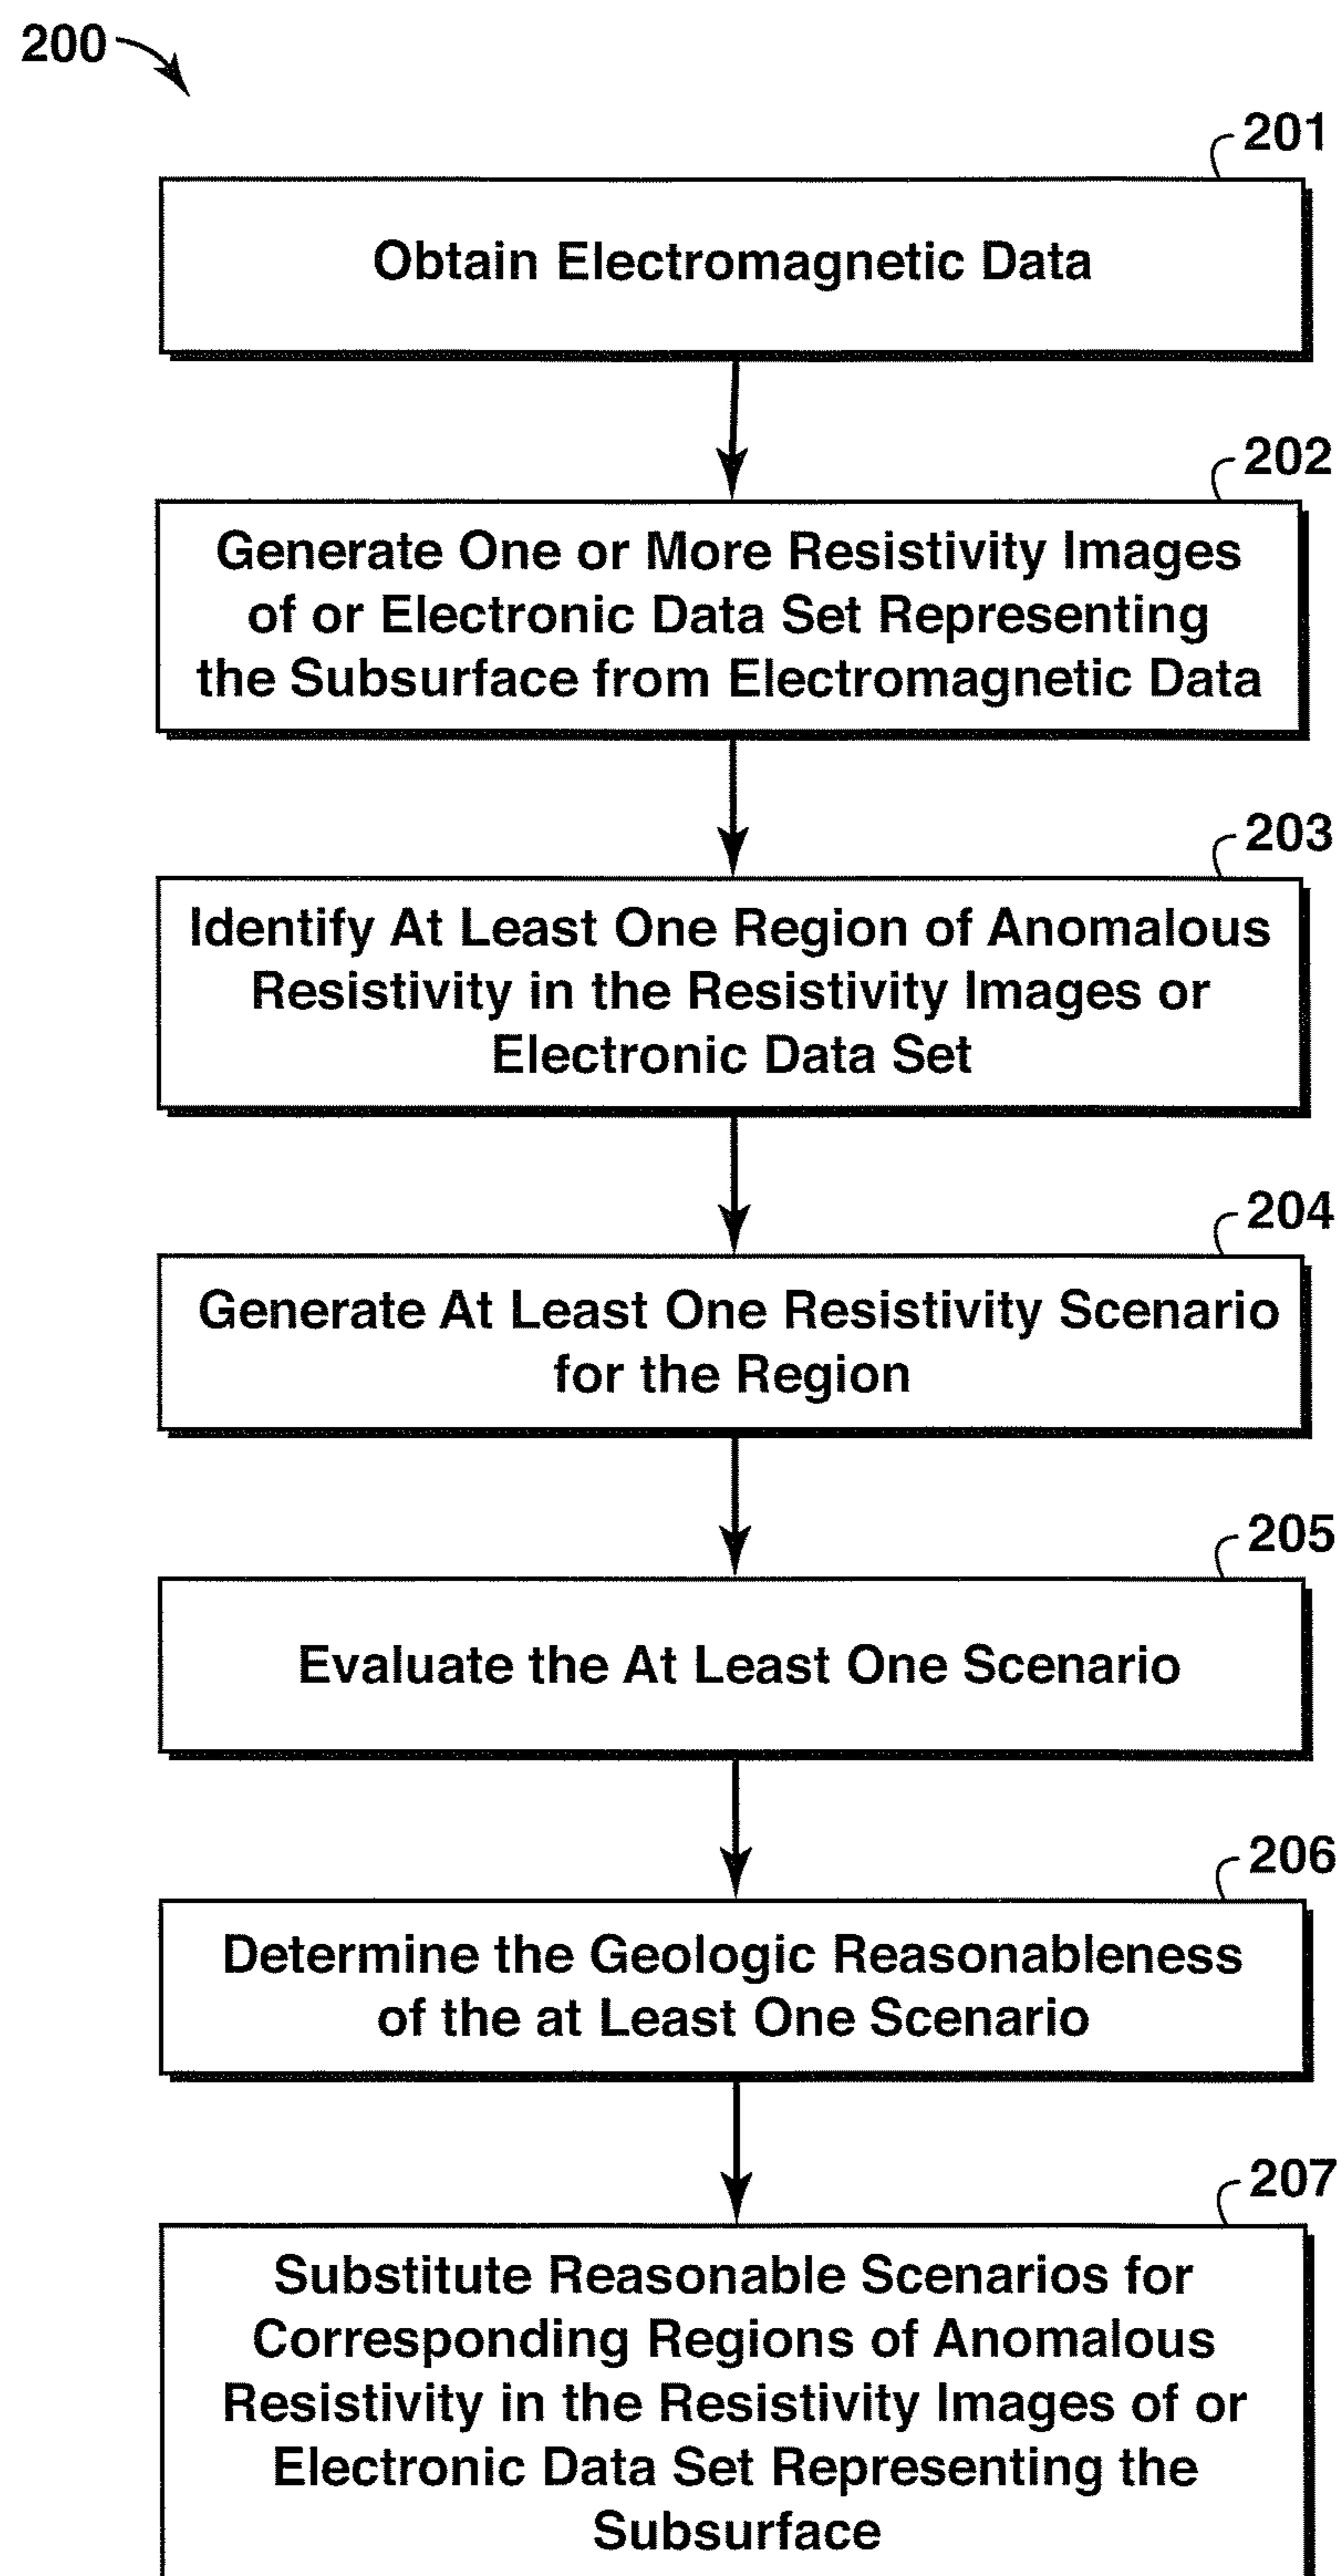 200
201
Obtain Electromagnetic Data
202
Generate One or More Resistivity Images
of or Electronic Data Set Representing
the Subsurface from Electromagnetic Data
203
Identify At Least One Region of Anomalous
Resistivity in the Resistivity Images or
Electronic Data Set
204
Generate At Least One Resistivity Scenario
for the Region
205
Evaluate the At Least One Scenario
206
Determine the Geologic Reasonableness
of the at Least One Scenario
207
Substitute Reasonable Scenarios for
Corresponding Regions of Anomalous
Resistivity in the Resistivity Images of or
Electronic Data Set Representing the
Subsurface